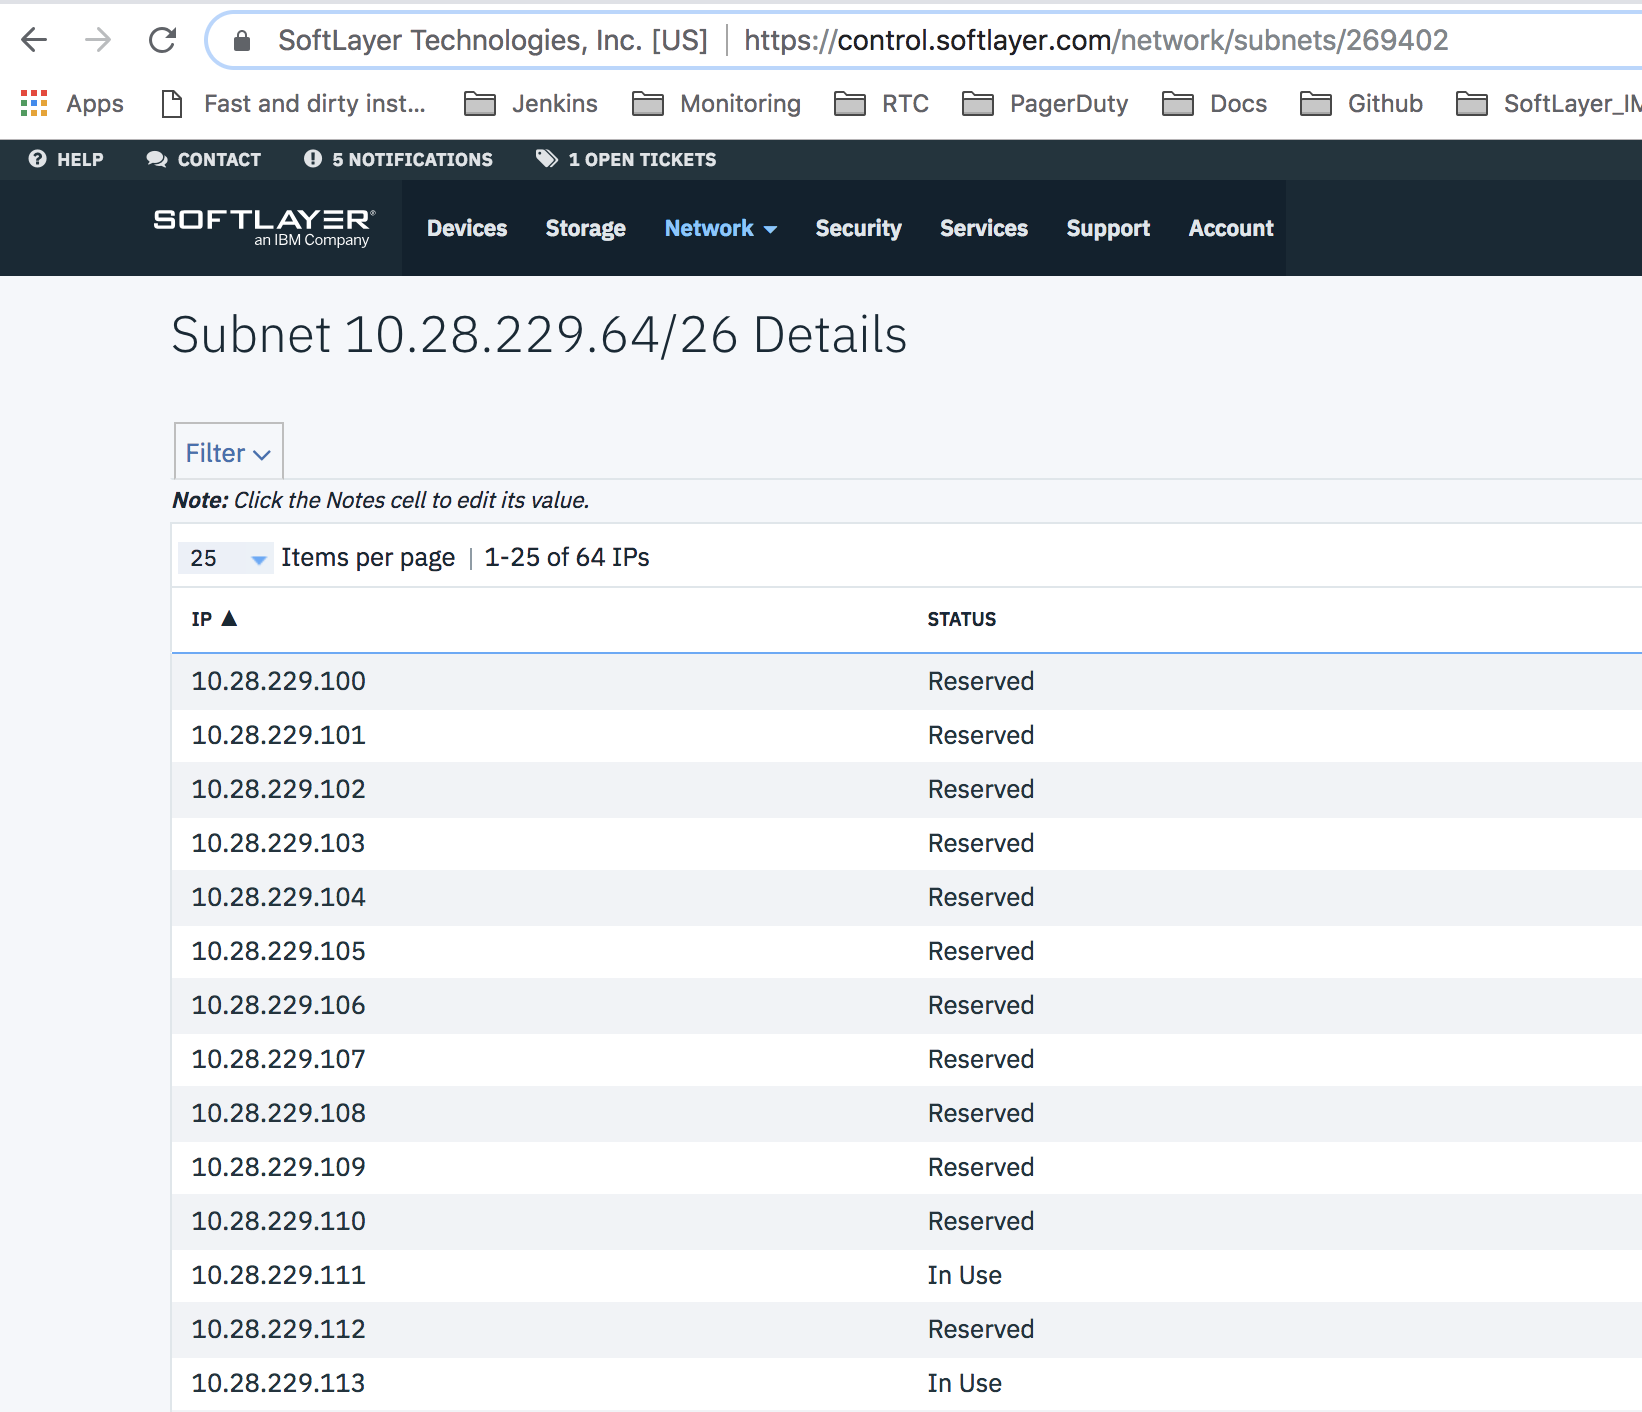 SoftLayer Technologies, Inc. [US] | https://control.softlayer.com/network/subnets/269402
Apps Fast and dirty inst... Jenkins Monitoring RTC PagerDuty Docs Github SoftLayer_IM
HELP CONTACT 5 NOTIFICATIONS 1 OPEN TICKETS
SOFTLAYER®
an IBM Company
Devices Storage Network Security Services Support Account
Subnet 10.28.229.64/26 Details
Filter
Note: Click the Notes cell to edit its value.
25 Items per page | 1-25 of 64 IPs
IP ▲ STATUS
10.28.229.100 Reserved
10.28.229.101 Reserved
10.28.229.102 Reserved
10.28.229.103 Reserved
10.28.229.104 Reserved
10.28.229.105 Reserved
10.28.229.106 Reserved
10.28.229.107 Reserved
10.28.229.108 Reserved
10.28.229.109 Reserved
10.28.229.110 Reserved
10.28.229.111 In Use
10.28.229.112 Reserved
10.28.229.113 In Use